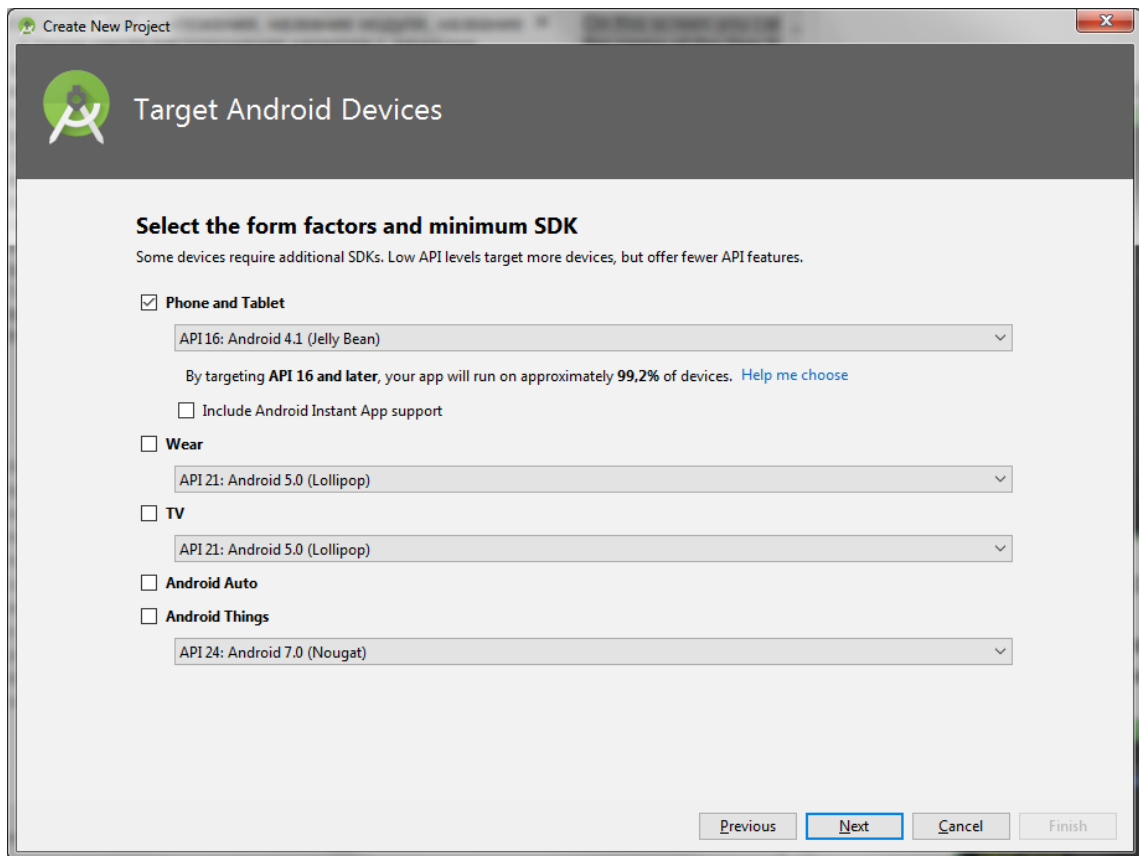 Create New Project
Target Android Devices
Select the form factors and minimum SDK
Some devices require additional SDKs. Low API levels target more devices, but offer fewer API features.
Phone and Tablet
API 16: Android 4.1 (Jelly Bean)
By targeting API 16 and later, your app will run on approximately 99,2% of devices. Help me choose
Include Android Instant App support
Wear
API 21: Android 5.0 (Lollipop)
TV
API 21: Android 5.0 (Lollipop)
Android Auto
Android Things
API 24: Android 7.0 (Nougat)
Previous Next Cancel Finish